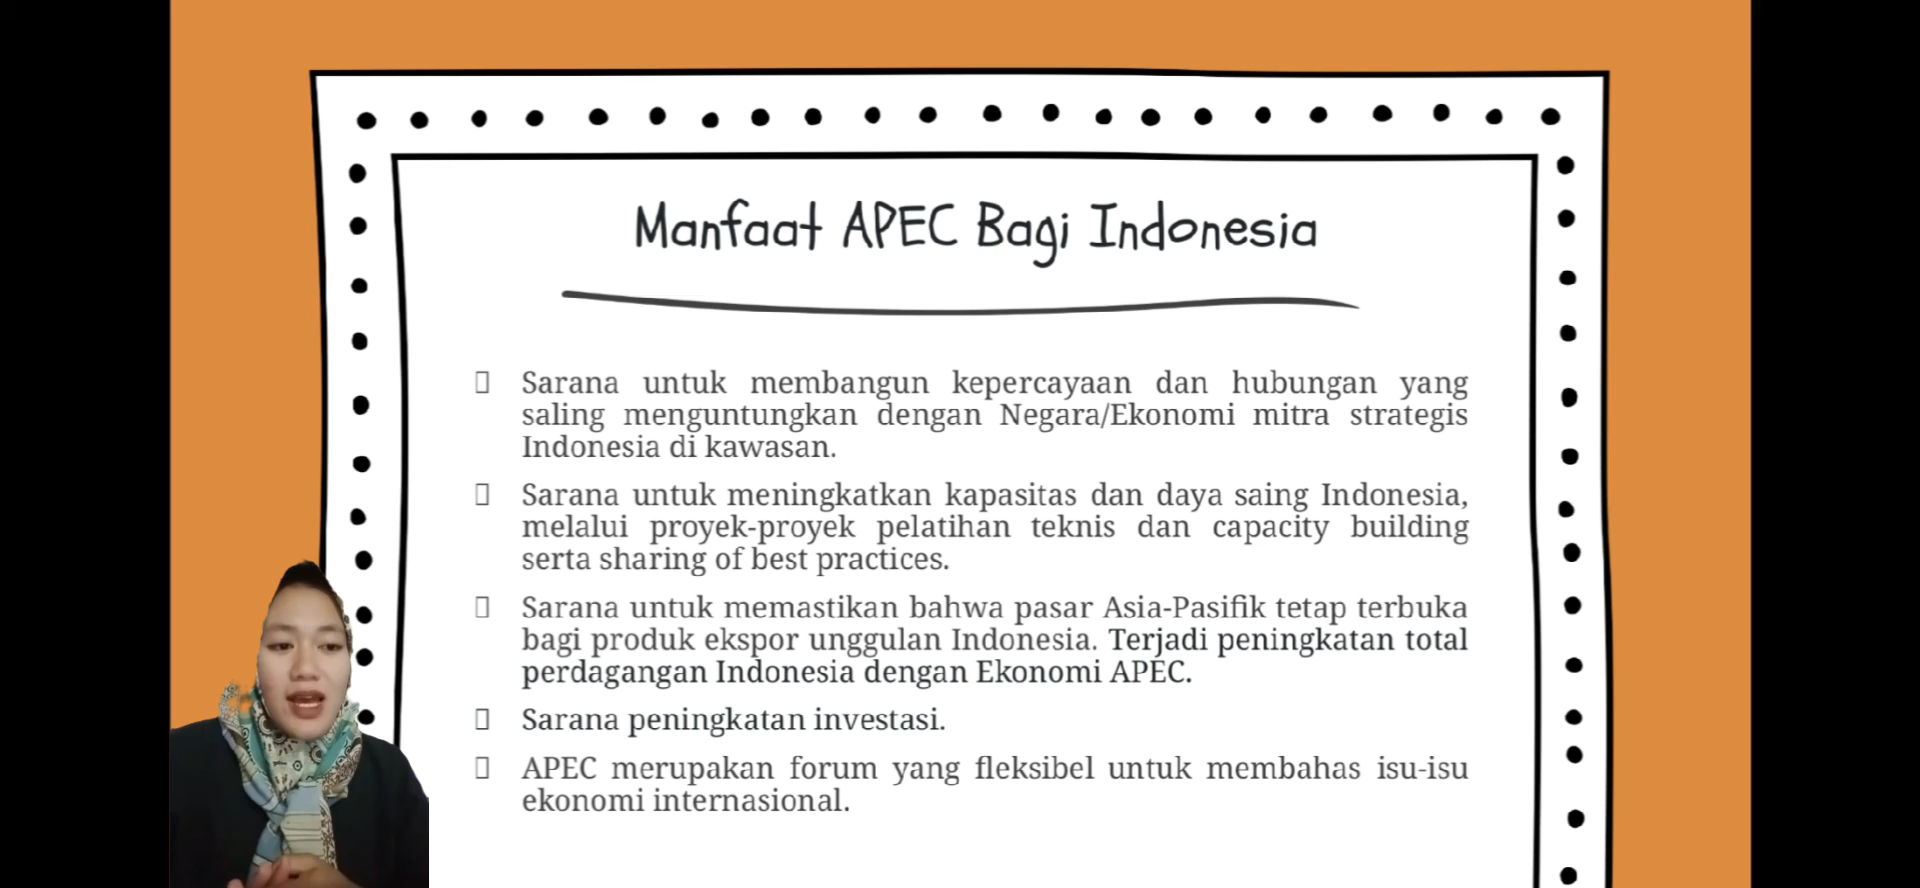 Manfaat APEC Bagi Indonesia
Sarana untuk membangun kepercayaan dan hubungan yang
saling menguntungkan dengan Negara/Ekonomi mitra strategis
Indonesia di kawasan.
Sarana untuk meningkatkan kapasitas dan daya saing Indonesia,
melalui proyek-proyek pelatihan teknis dan capacity building
serta sharing of best practices.
Sarana untuk memastikan bahwa pasar Asia-Pasifik tetap terbuka
bagi produk ekspor unggulan Indonesia. Terjadi peningkatan total
perdagangan Indonesia dengan Ekonomi APEC.
Sarana peningkatan investasi.
APEC merupakan forum yang fleksibel untuk membahas isu-isu
ekonomi internasional.